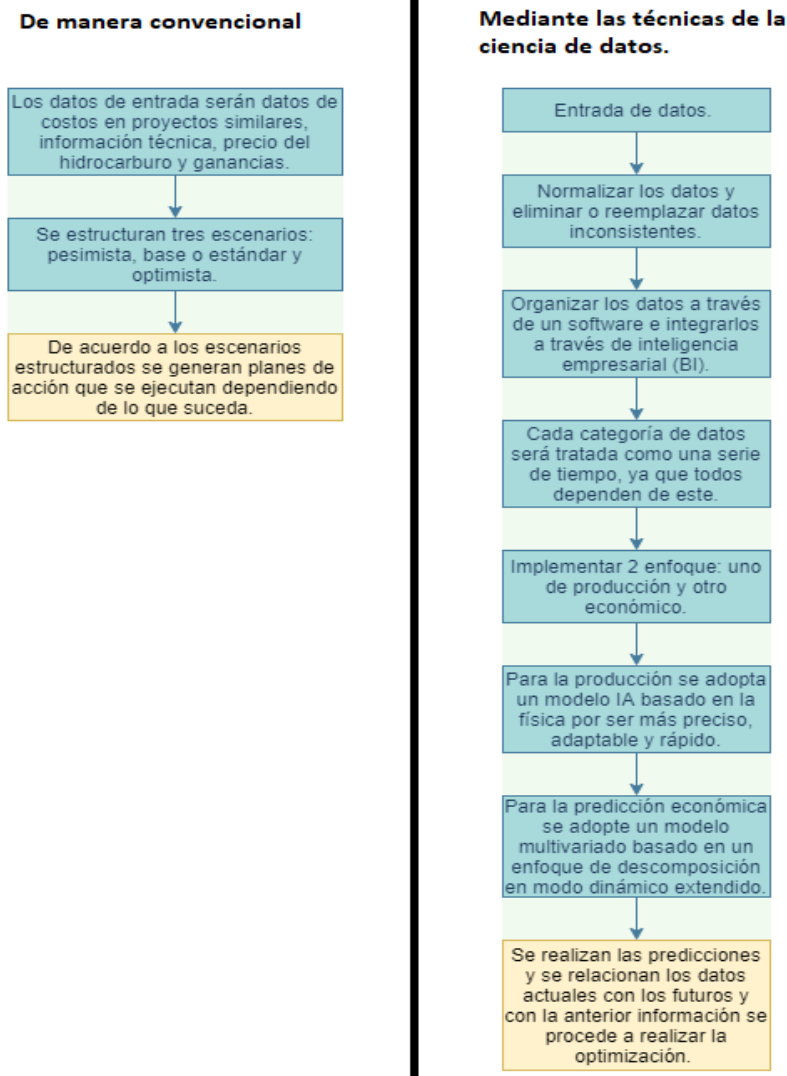 De manera convencional
Los datos de entrada serán datos de
costos en proyectos similares,
información técnica, precio del
hidrocarburo y ganancias.
Se estructuran tres escenarios:
pesimista, base o estándar y
optimista.
De acuerdo a los escenarios
estructurados se generan planes de
acción que se ejecutan dependiendo
de lo que suceda.
Mediante las técnicas de la
ciencia de datos.
Entrada de datos.
Normalizar los datos y
eliminar o reemplazar datos
inconsistentes.
Organizar los datos a través
de un software e integrarlos
a través de inteligencia
empresarial (BI).
Cada categoría de datos
será tratada como una serie
de tiempo, ya que todos
dependen de este.
Implementar 2 enfoque: uno
de producción y otro
económico.
Para la producción se adopta
un modelo IA basado en la
física por ser más preciso,
adaptable y rápido.
Para la predicción económica
se adopte un modelo
multivariado basado en un
enfoque de descomposición
en modo dinámico extendido.
Se realizan las predicciones
y se relacionan los datos
actuales con los futuros y
con la anterior información se
procede a realizar la
optimización.